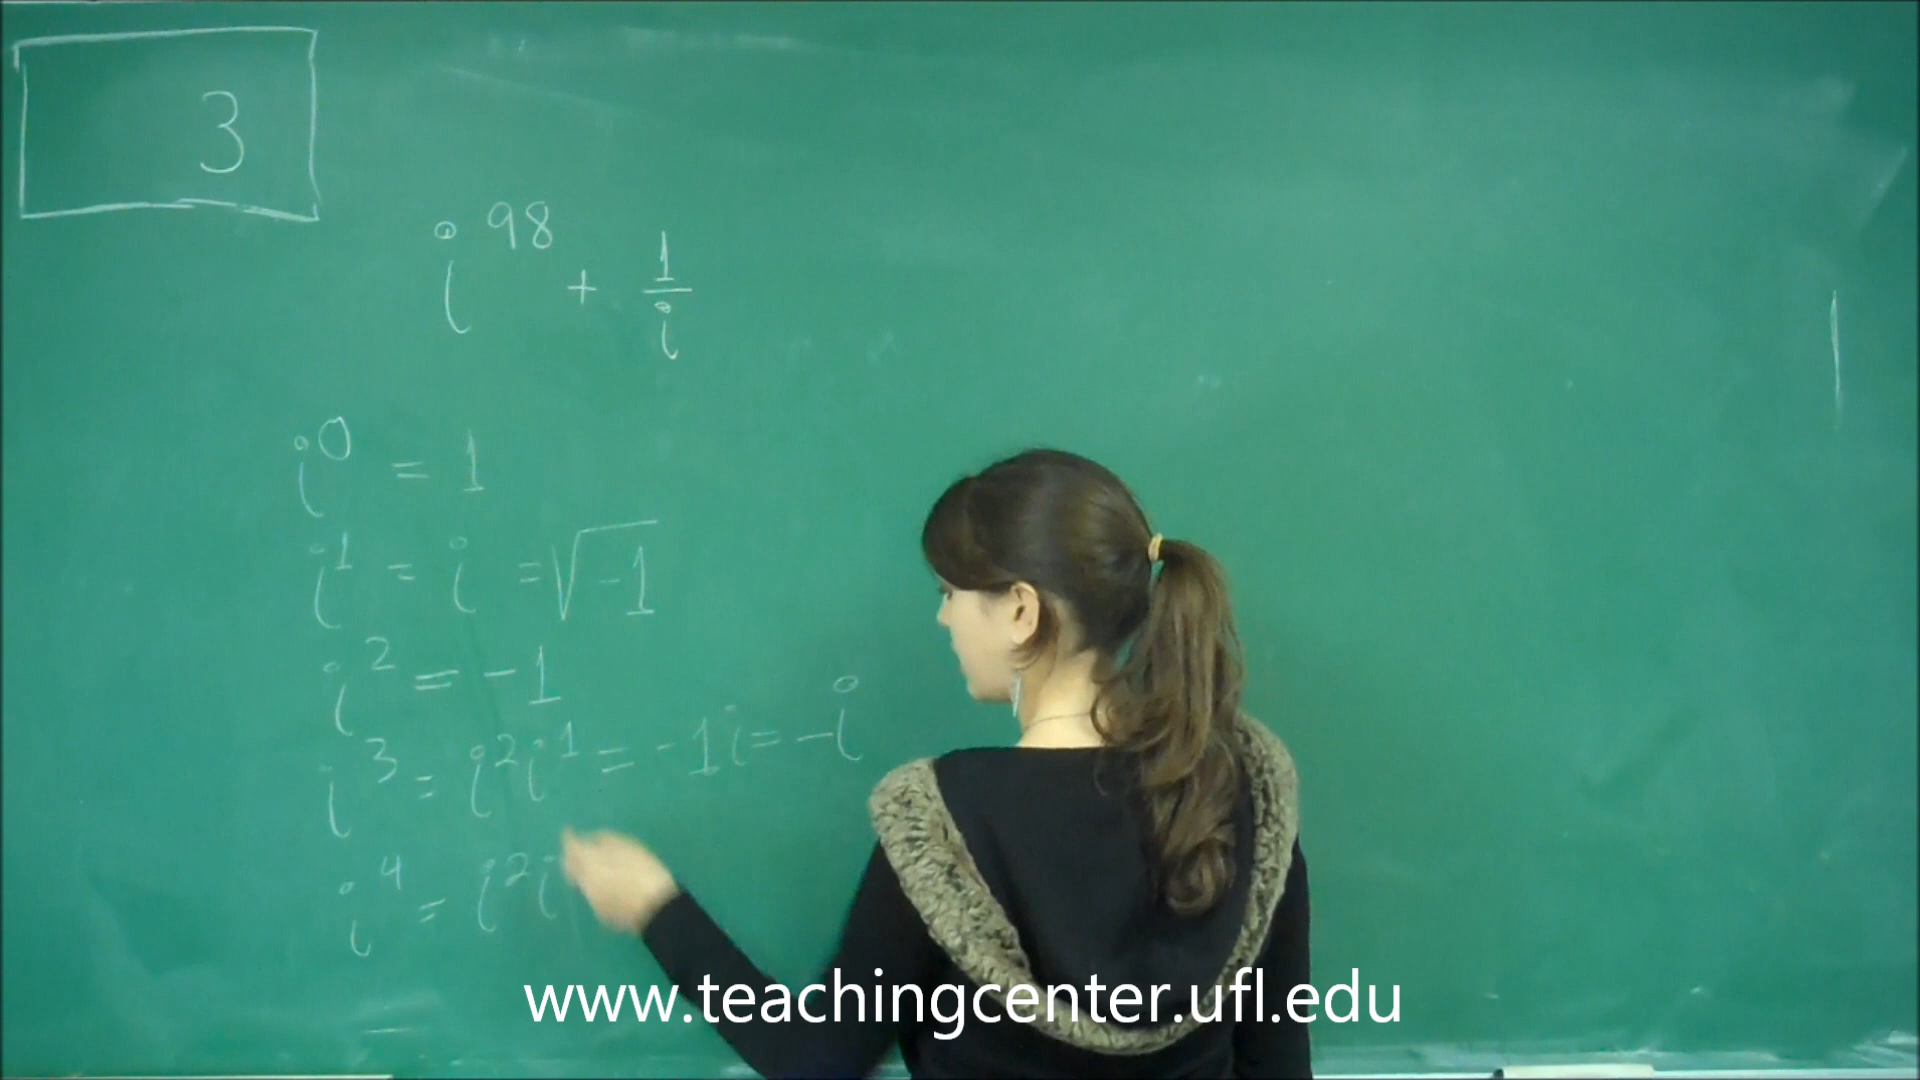 3
i^98 + 1/i
i^0 = 1
i^1 = i = √-1
i^2 = -1
i^3 = i^2 i^1 = -1i = -i
i^4 = i^2 i
www.teachingcenter.ufl.edu